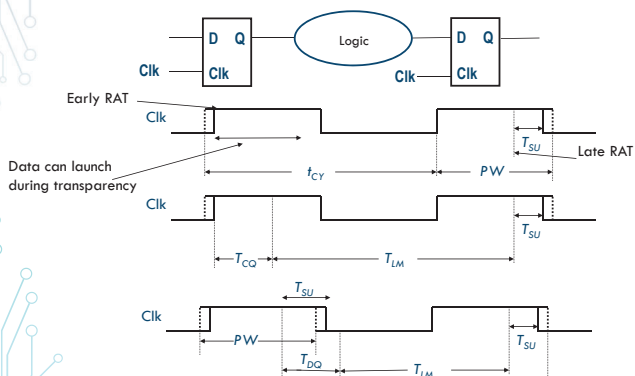 D Q
Logic
D Q
Clk
Clk
Clk
Clk
Early RAT
Clk
T_SU
Late RAT
Data can launch
during transparency
t_CY
PW
Clk
T_SU
T_CQ
T_LM
T_SU
Clk
PW
T_SU
T_DQ
T_LM